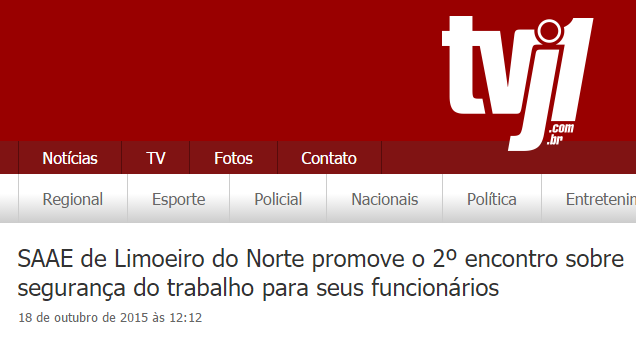 tvj1
.com
.br
Notícias TV Fotos Contato
Regional Esporte Policial Nacionais Política Entretenim
SAAE de Limoeiro do Norte promove o 2º encontro sobre
segurança do trabalho para seus funcionários
18 de outubro de 2015 às 12:12